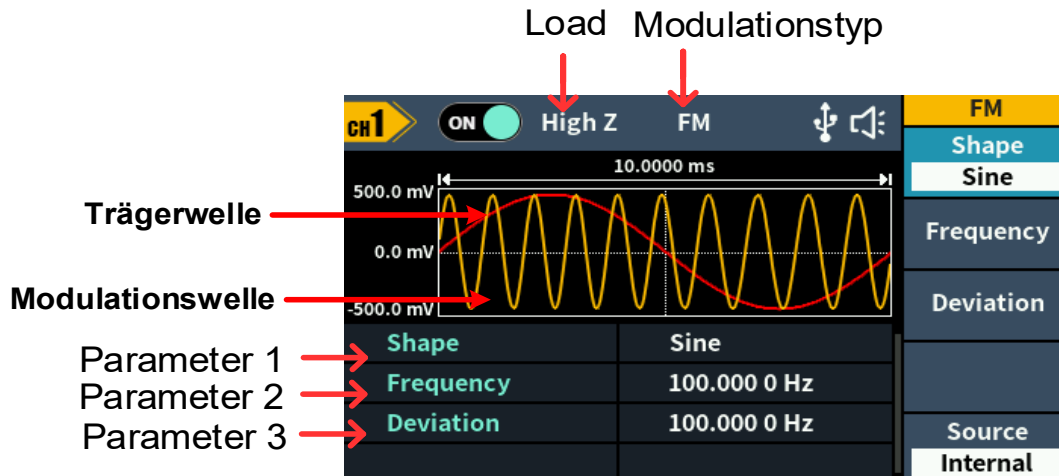 Load Modulationstyp
CH1 ON High Z FM
FM
Shape
Sine
Frequency
Deviation
Source
Internal
10.0000 ms
500.0 mV
0.0 mV
-500.0 mV
Trägerwelle
Modulationswelle
Parameter 1
Parameter 2
Parameter 3
Shape Sine
Frequency 100.000 0 Hz
Deviation 100.000 0 Hz